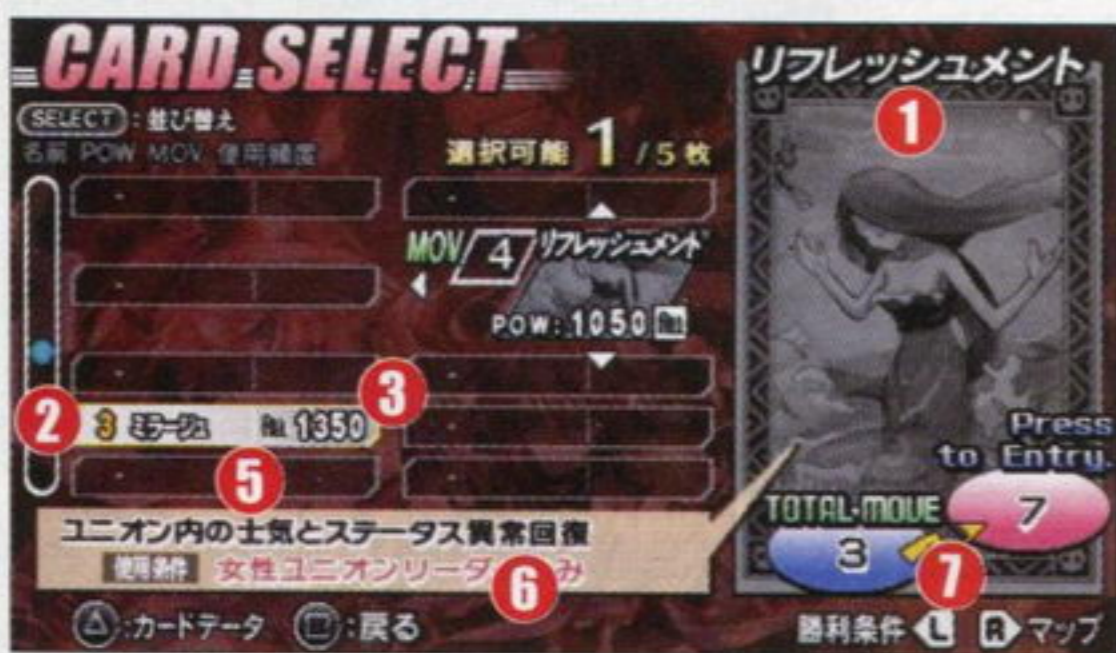 CARD SELECT
SELECT:並び替え
名前 POW MOV 使用頻度
選択可能 1/5枚
MOV 4 リフレッシュメント
POW:1050
2
3 ミラージュ 1350
3
5
ユニオン内の士気とステータス異常回復
使用条件 女性ユニオンリーダ
6
み
△:カードデータ □:戻る
リフレッシュメント
1
Press
to Entry.
TOTAL MOVE
3
7
7
勝利条件 L R マップ